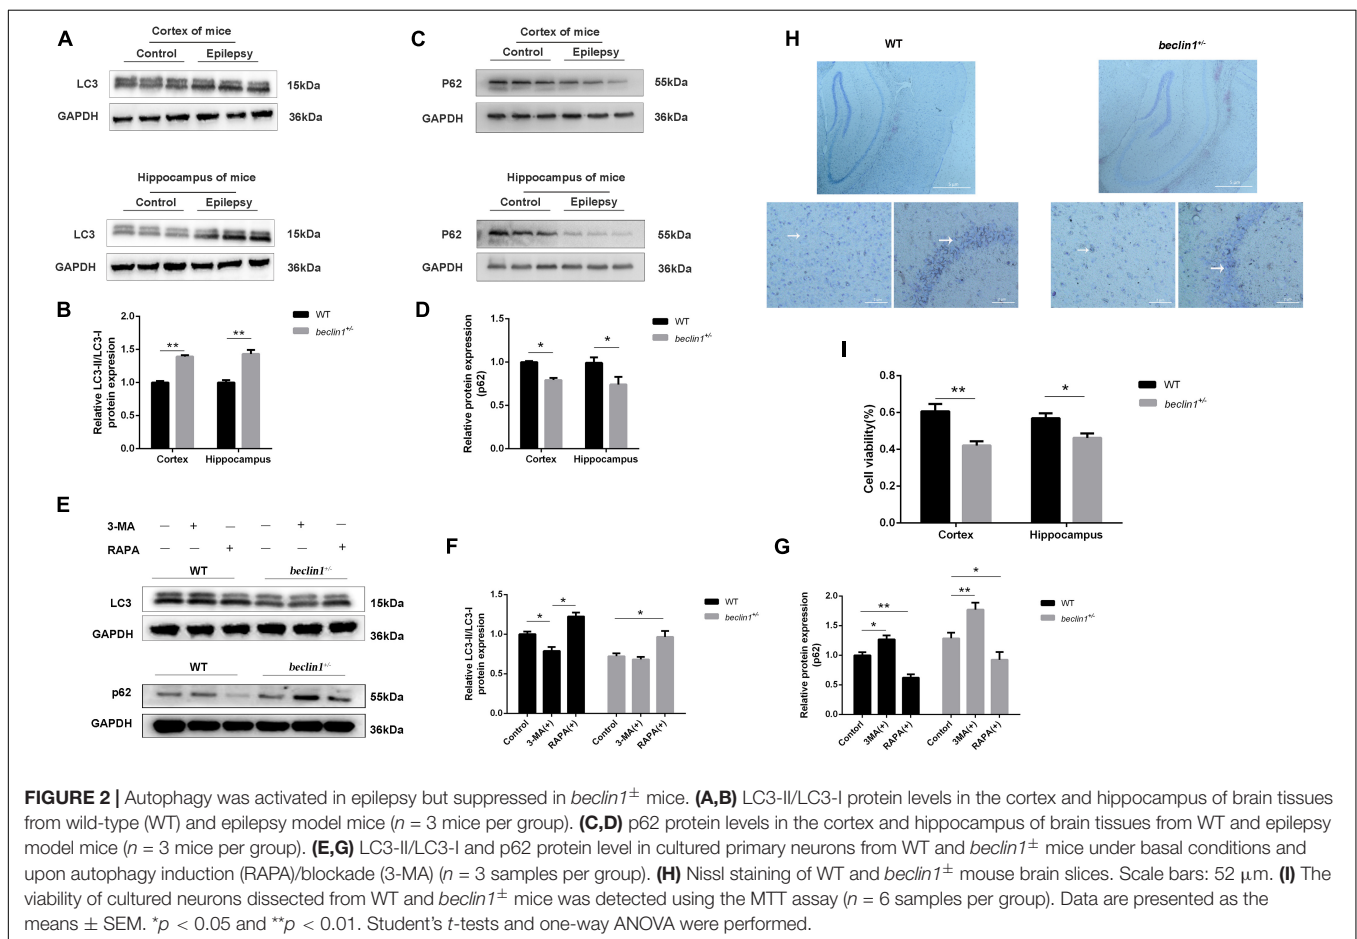 A
Cortex of mice
Control Epilepsy
LC3 15kDa
GAPDH 36kDa
Hippocampus of mice
Control Epilepsy
LC3 15kDa
GAPDH 36kDa
B
Relative LC3-II/LC3-I
protein expression
2.0
1.5
1.0
0.5
0.0
** **
Cortex Hippocampus
WT
beclin1+/-
C
Cortex of mice
Control Epilepsy
P62 55kDa
GAPDH 36kDa
Hippocampus of mice
Control Epilepsy
P62 55kDa
GAPDH 36kDa
D
Relative protein expression
(p62)
1.5
1.0
0.5
0.0
* *
Cortex Hippocampus
WT
beclin1+/-
E
3-MA — + — — + —
RAPA — — + — — +
WT beclin1+/-
LC3 15kDa
GAPDH 36kDa
WT beclin1+/-
p62 55kDa
GAPDH 36kDa
F
Relative LC3-II/LC3-I
protein expression
1.5
1.0
0.5
0.0
* * *
Control 3-MA(+) RAPA(+) Control 3-MA(+) RAPA(+)
WT
beclin1+/-
G
Relative protein expression
(p62)
2.0
1.5
1.0
0.5
0.0
* ** ** *
Contorl 3MA(+) RAPA(+) Contorl 3MA(+) RAPA(+)
WT
beclin1+/-
H
WT beclin1+/-
I
Cell viability(%)
0.8
0.6
0.4
0.2
0.0
** *
Cortex Hippocampus
WT
beclin1+/-
FIGURE 2 | Autophagy was activated in epilepsy but suppressed in beclin1± mice. (A,B) LC3-II/LC3-I protein levels in the cortex and hippocampus of brain tissues
from wild-type (WT) and epilepsy model mice (n = 3 mice per group). (C,D) p62 protein levels in the cortex and hippocampus of brain tissues from WT and epilepsy
model mice (n = 3 mice per group). (E,G) LC3-II/LC3-I and p62 protein level in cultured primary neurons from WT and beclin1± mice under basal conditions and
upon autophagy induction (RAPA)/blockade (3-MA) (n = 3 samples per group). (H) Nissl staining of WT and beclin1± mouse brain slices. Scale bars: 52 μm. (I) The
viability of cultured neurons dissected from WT and beclin1± mice was detected using the MTT assay (n = 6 samples per group). Data are presented as the
means ± SEM. *p < 0.05 and **p < 0.01. Student's t-tests and one-way ANOVA were performed.